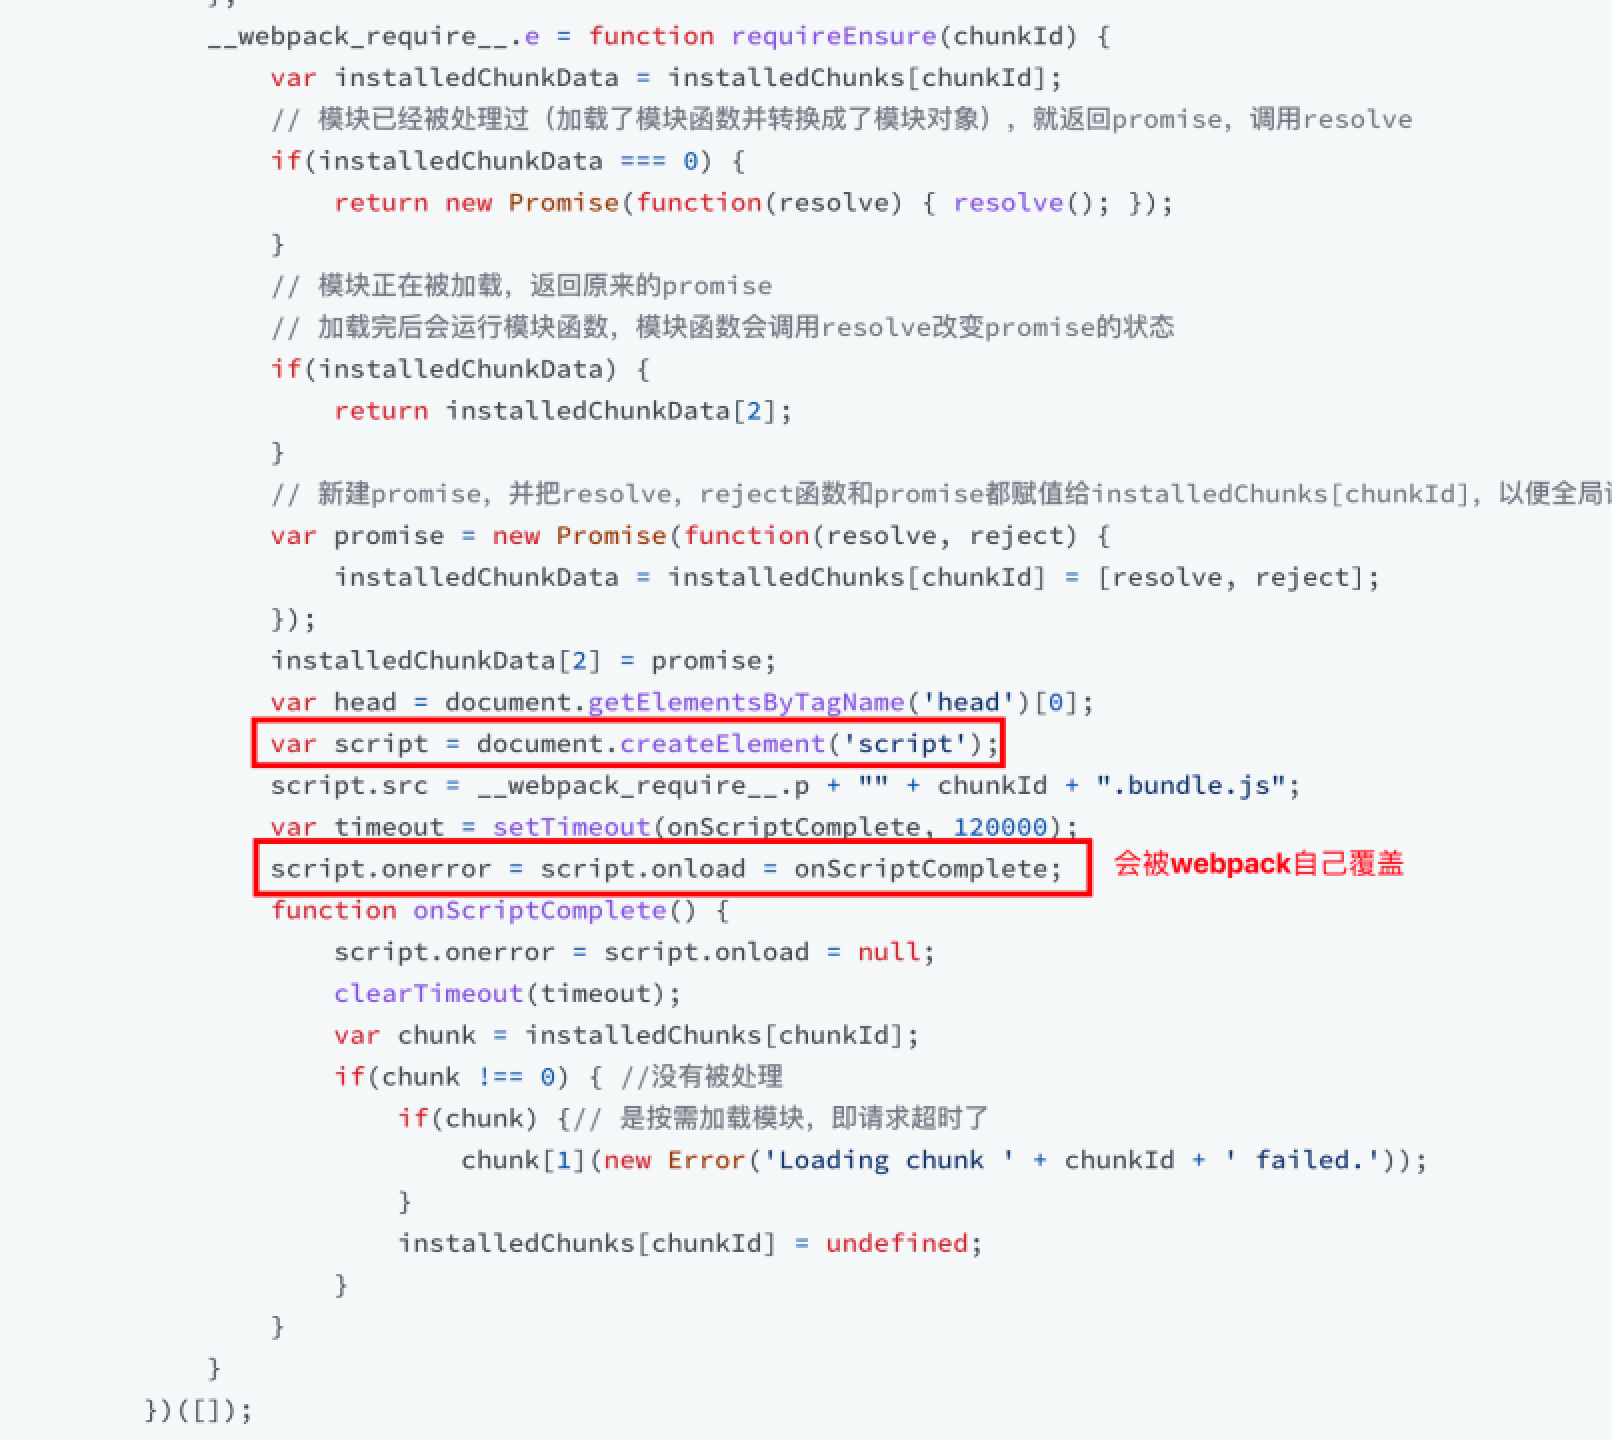 };
__webpack_require__.e = function requireEnsure(chunkId) {
var installedChunkData = installedChunks[chunkId];
// 模块已经被处理过（加载了模块函数并转换成了模块对象），就返回promise，调用resolve
if(installedChunkData === 0) {
return new Promise(function(resolve) { resolve(); });
}
// 模块正在被加载，返回原来的promise
// 加载完后会运行模块函数，模块函数会调用resolve改变promise的状态
if(installedChunkData) {
return installedChunkData[2];
}
// 新建promise，并把resolve，reject函数和promise都赋值给installedChunks[chunkId]，以便全局
var promise = new Promise(function(resolve, reject) {
installedChunkData = installedChunks[chunkId] = [resolve, reject];
});
installedChunkData[2] = promise;
var head = document.getElementsByTagName('head')[0];
var script = document.createElement('script');
script.src = __webpack_require__.p + "" + chunkId + ".bundle.js";
var timeout = setTimeout(onScriptComplete, 120000);
script.onerror = script.onload = onScriptComplete; 会被webpack自己覆盖
function onScriptComplete() {
script.onerror = script.onload = null;
clearTimeout(timeout);
var chunk = installedChunks[chunkId];
if(chunk !== 0) { //没有被处理
if(chunk) {// 是按需加载模块，即请求超时了
chunk[1](new Error('Loading chunk ' + chunkId + ' failed.'));
}
installedChunks[chunkId] = undefined;
}
}
}
})([]);